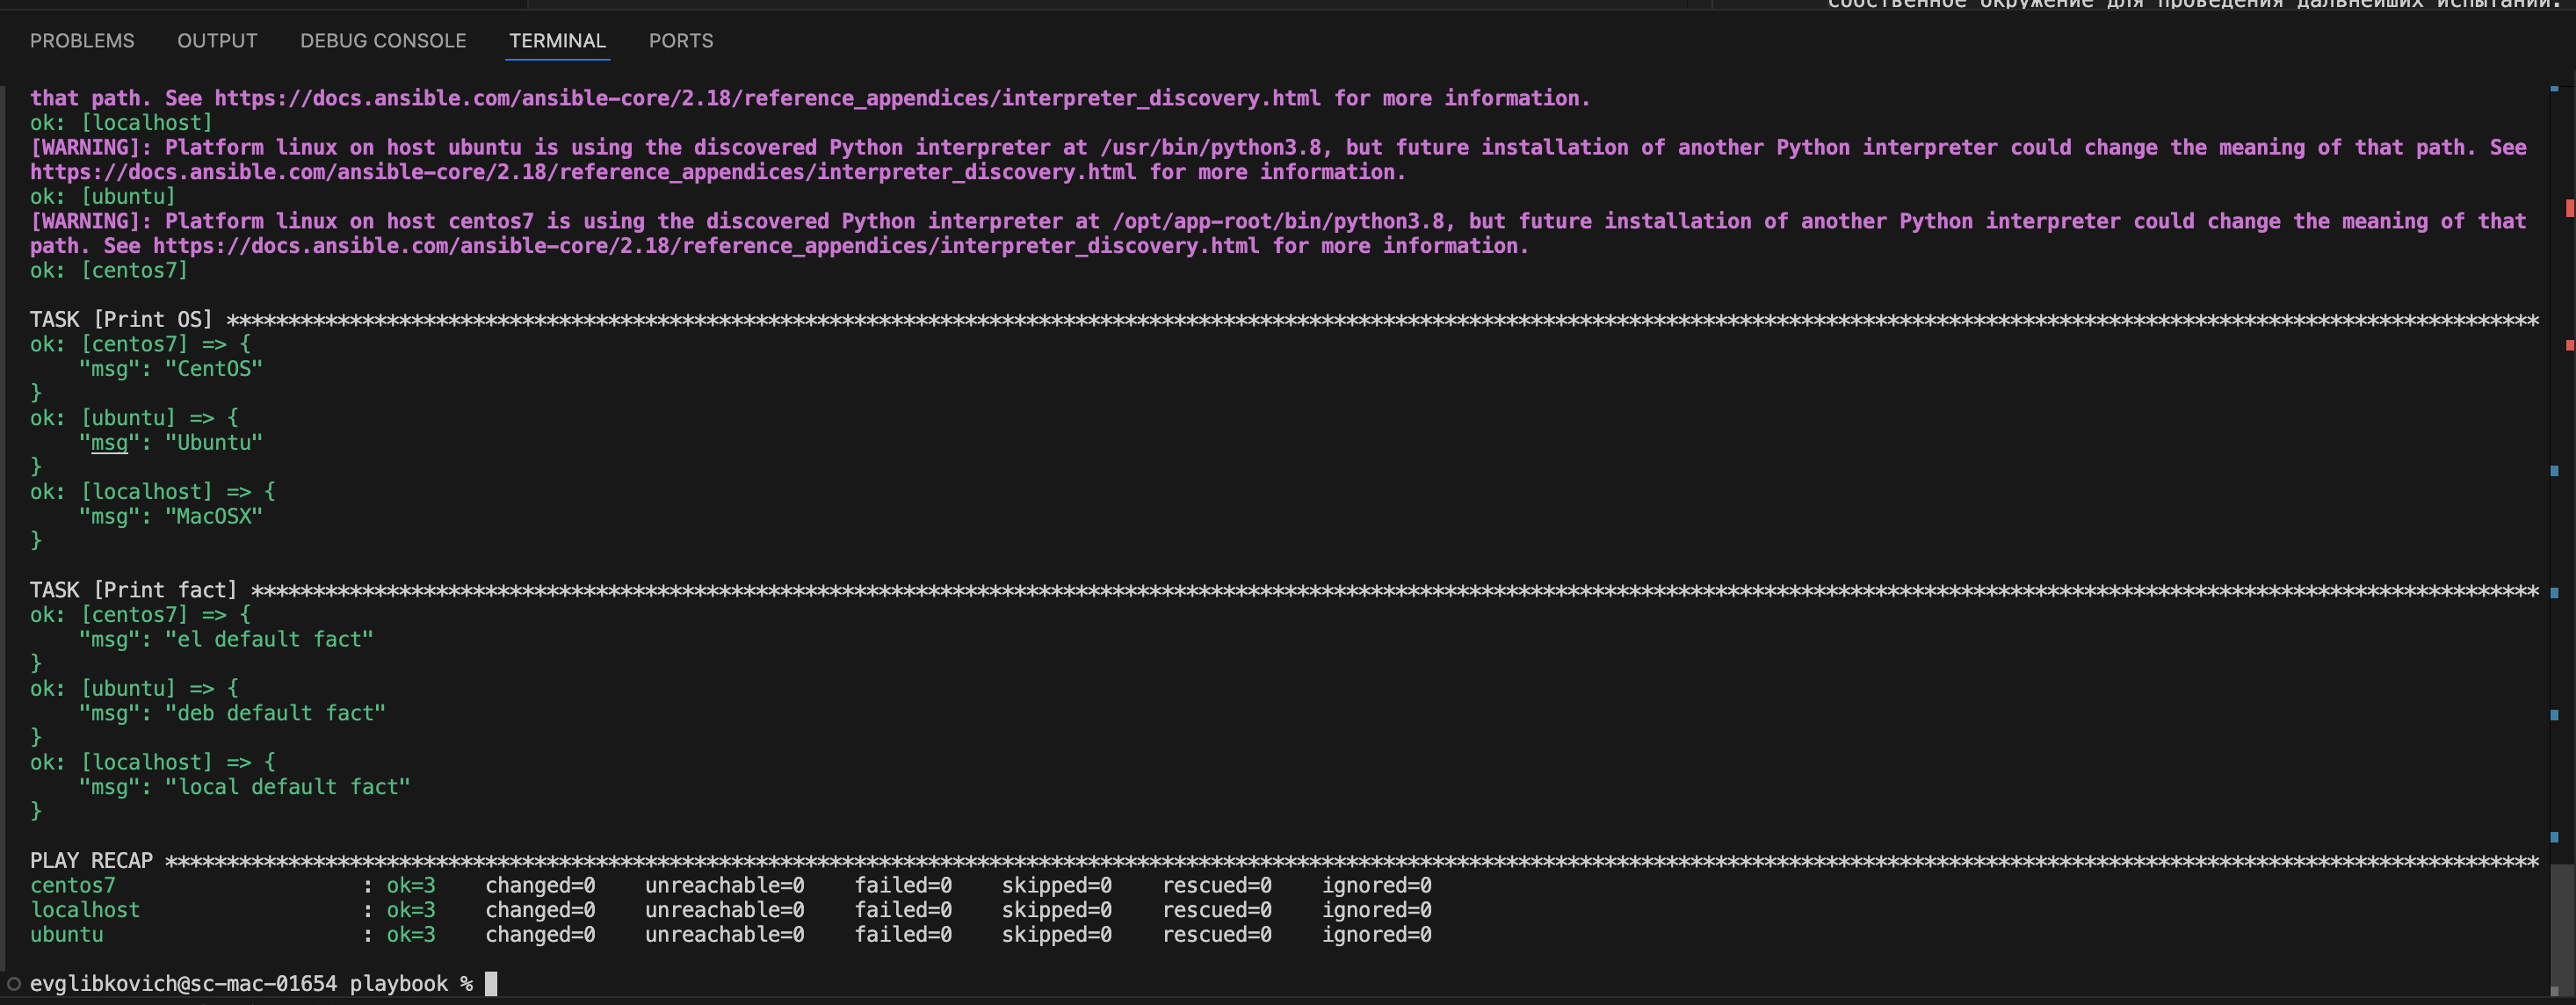 собственное окружение для проведения дальнейших испытаний.
PROBLEMS OUTPUT DEBUG CONSOLE TERMINAL PORTS
that path. See https://docs.ansible.com/ansible-core/2.18/reference_appendices/interpreter_discovery.html for more information.
ok: [localhost]
[WARNING]: Platform linux on host ubuntu is using the discovered Python interpreter at /usr/bin/python3.8, but future installation of another Python interpreter could change the meaning of that path. See
https://docs.ansible.com/ansible-core/2.18/reference_appendices/interpreter_discovery.html for more information.
ok: [ubuntu]
[WARNING]: Platform linux on host centos7 is using the discovered Python interpreter at /opt/app-root/bin/python3.8, but future installation of another Python interpreter could change the meaning of that
path. See https://docs.ansible.com/ansible-core/2.18/reference_appendices/interpreter_discovery.html for more information.
ok: [centos7]
TASK [Print OS] ********************************************************************************************************************************************************************************************
ok: [centos7] => {
    "msg": "CentOS"
}
ok: [ubuntu] => {
    "msg": "Ubuntu"
}
ok: [localhost] => {
    "msg": "MacOSX"
}
TASK [Print fact] ******************************************************************************************************************************************************************************************
ok: [centos7] => {
    "msg": "el default fact"
}
ok: [ubuntu] => {
    "msg": "deb default fact"
}
ok: [localhost] => {
    "msg": "local default fact"
}
PLAY RECAP *************************************************************************************************************************************************************************************************
centos7                    : ok=3    changed=0    unreachable=0    failed=0    skipped=0    rescued=0    ignored=0
localhost                  : ok=3    changed=0    unreachable=0    failed=0    skipped=0    rescued=0    ignored=0
ubuntu                     : ok=3    changed=0    unreachable=0    failed=0    skipped=0    rescued=0    ignored=0
evglibkovich@sc-mac-01654 playbook %